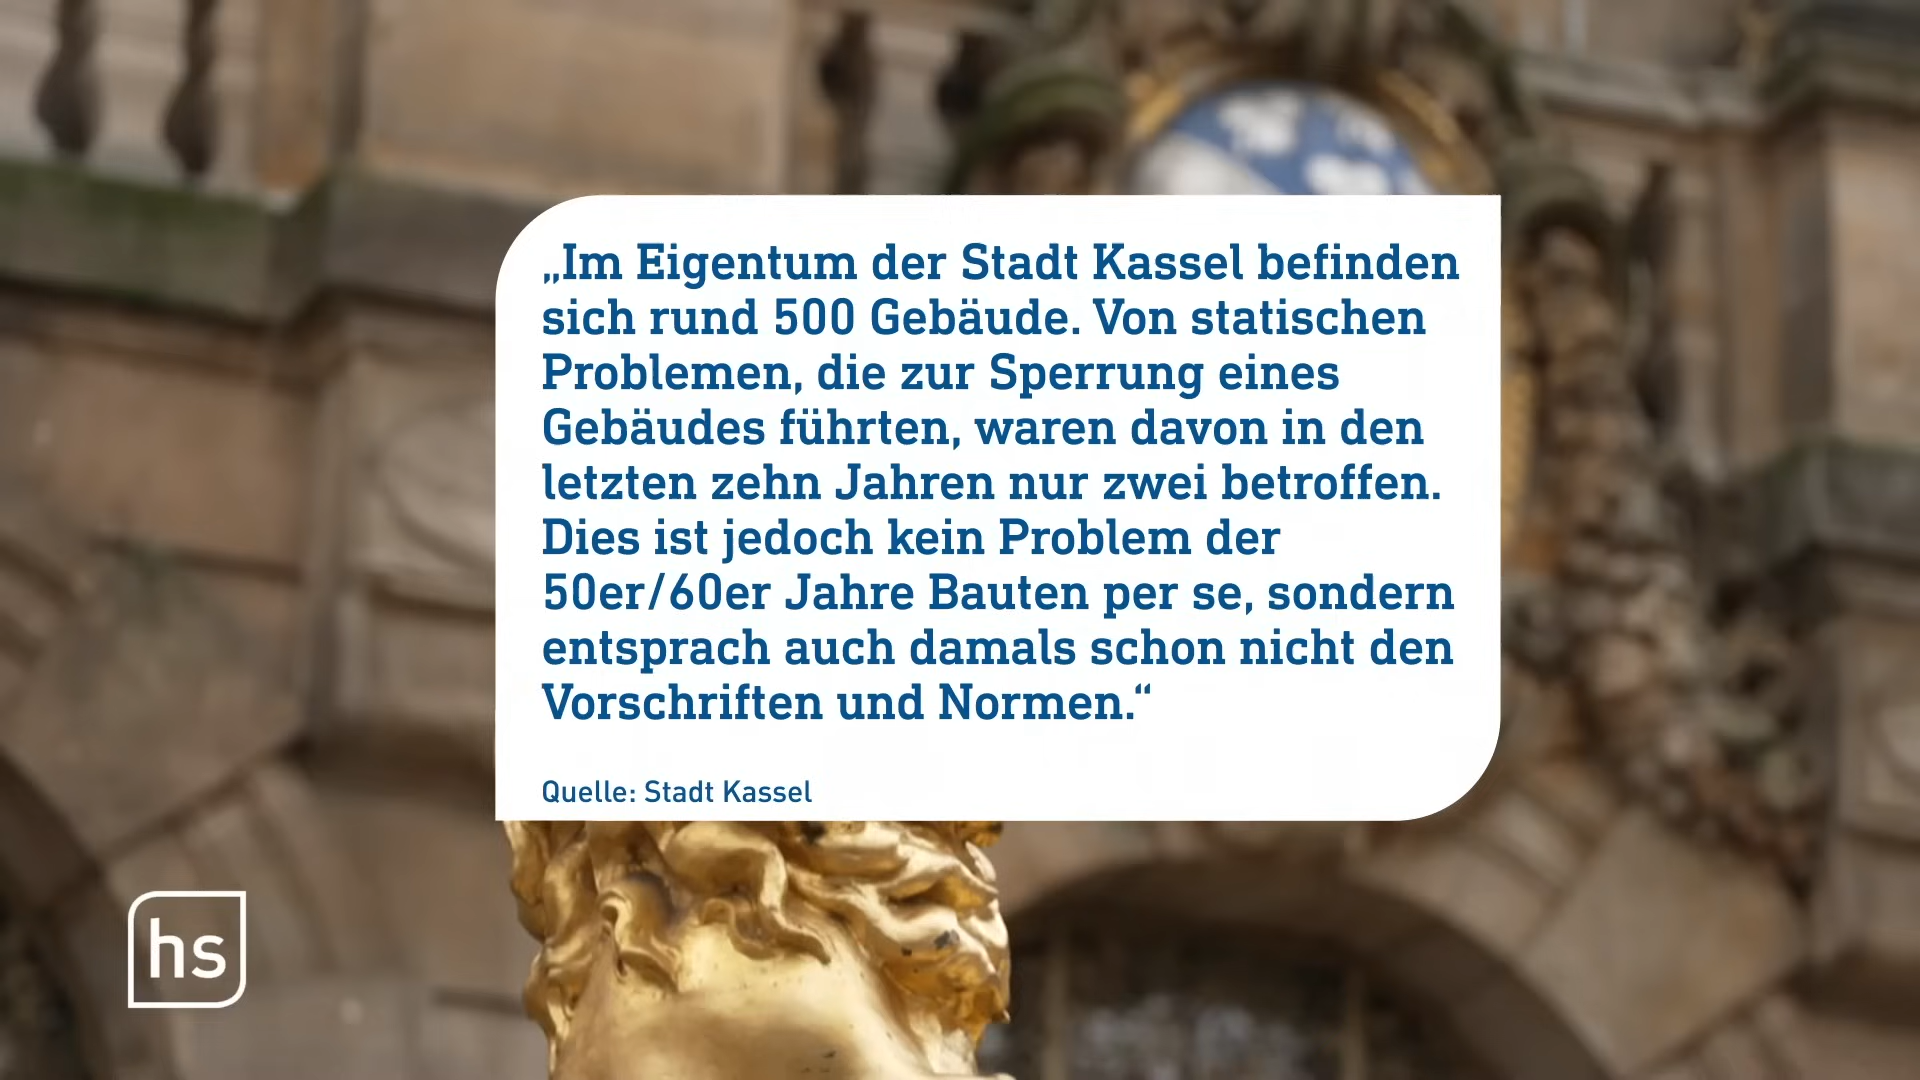 „Im Eigentum der Stadt Kassel befinden
sich rund 500 Gebäude. Von statischen
Problemen, die zur Sperrung eines
Gebäudes führten, waren davon in den
letzten zehn Jahren nur zwei betroffen.
Dies ist jedoch kein Problem der
50er/60er Jahre Bauten per se, sondern
entsprach auch damals schon nicht den
Vorschriften und Normen.“
Quelle: Stadt Kassel
hs